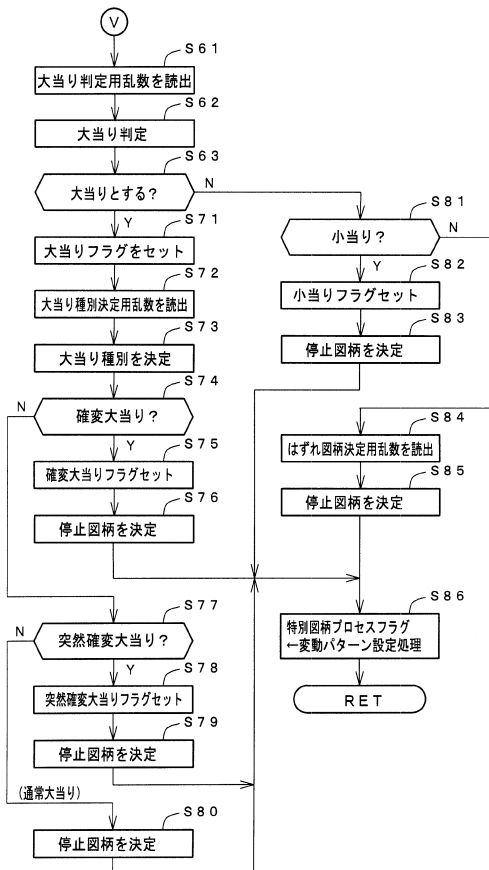 V
S61
大当り判定用乱数を読出
S62
大当り判定
S63
大当りとする?
N
Y
S71
大当りフラグをセット
S72
大当り種別決定用乱数を読出
S73
大当り種別を決定
S74
N
確変大当り?
Y
S75
確変大当りフラグセット
S76
停止図柄を決定
S77
N
突然確変大当り?
Y
S78
突然確変大当りフラグセット
S79
停止図柄を決定
(通常大当り)
S80
停止図柄を決定
S81
小当り?
N
Y
S82
小当りフラグセット
S83
停止図柄を決定
S84
はずれ図柄決定用乱数を読出
S85
停止図柄を決定
S86
特別図柄プロセスフラグ
←変動パターン設定処理
RET